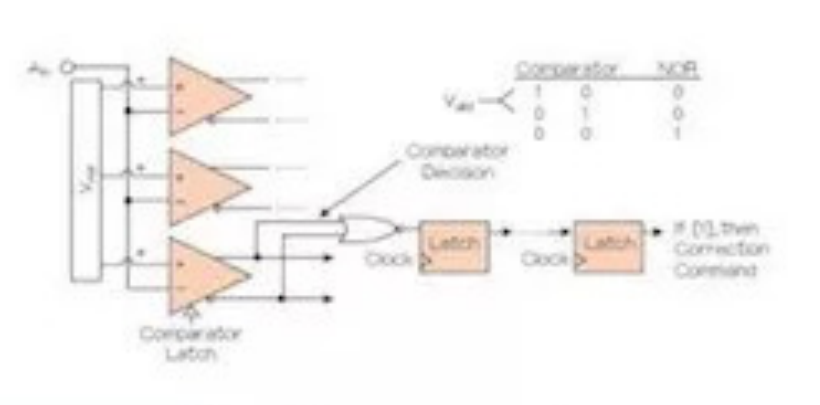 Comparator NOR
1 0 0
Valid
0 1 0
0 0 1
Comparator
Decision
Latch
Latch
Clock
Clock
If [1], then
Correction
Command
Comparator
Latch